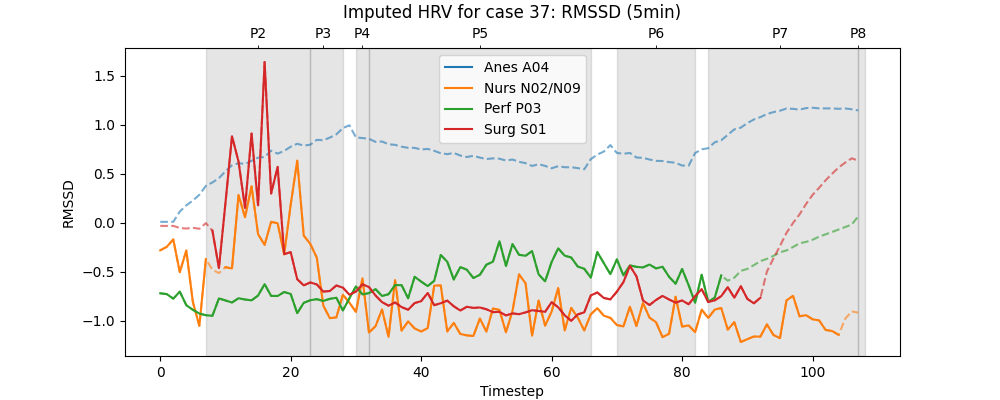 Imputed HRV for case 37: RMSSD (5min)
P2 P3 P4 P5 P6 P7 P8
Anes A04
Nurs N02/N09
Perf P03
Surg S01
1.5
1.0
0.5
0.0
−0.5
−1.0
RMSSD
0 20 40 60 80 100
Timestep